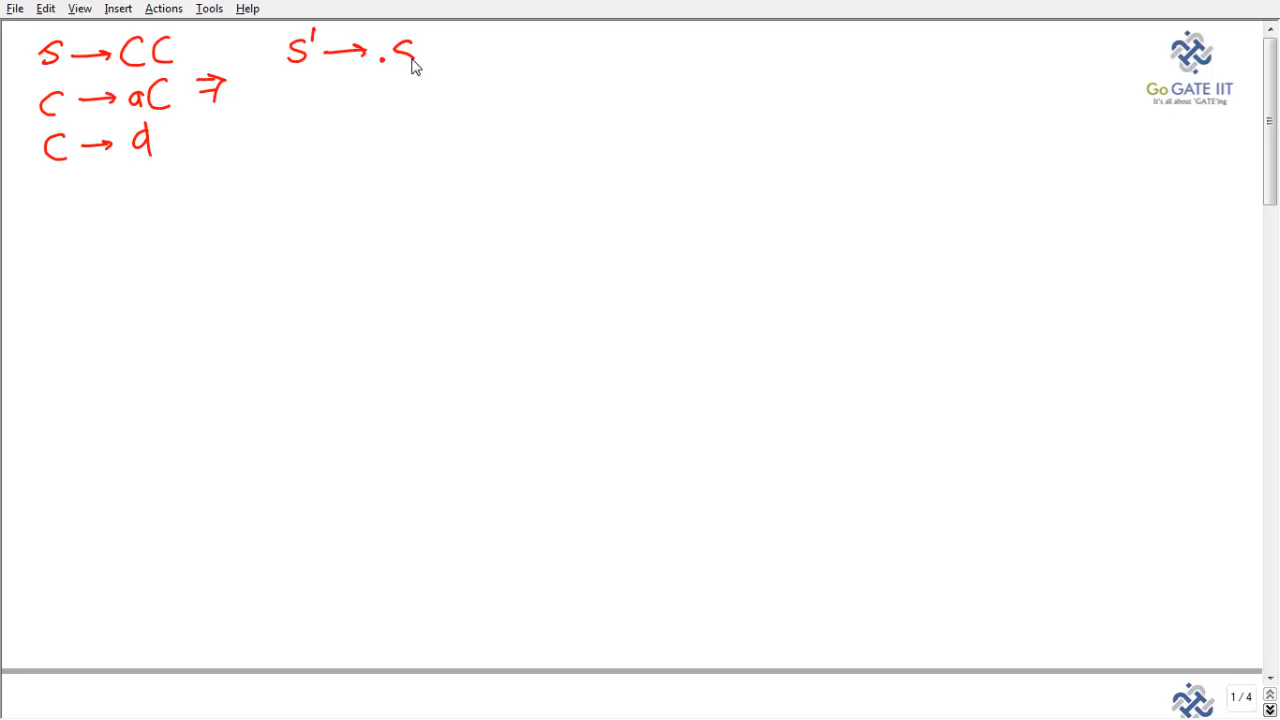 File Edit View Insert Actions Tools Help
S → CC
S' → .S
C → aC ⇒
C → d
Go GATE IIT
It's all about 'GATE'ing
1 / 4